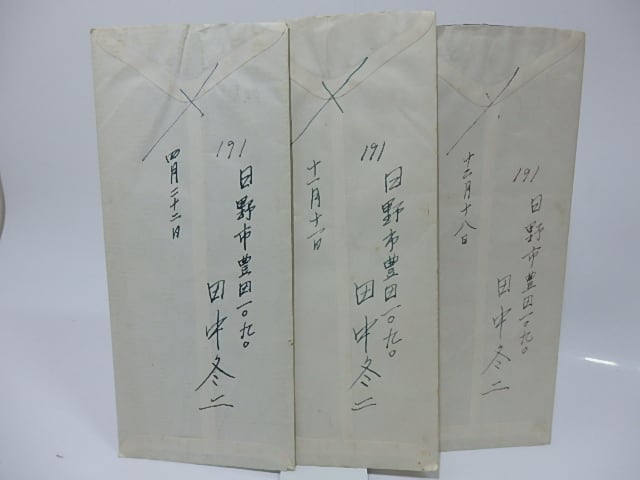 191
日野市豊田一〇九〇
田中冬二
四月二十二日
191
日野市豊田一〇九〇
田中冬二
十一月十一日
191
日野市豊田一〇九〇
田中冬二
十二月十八日